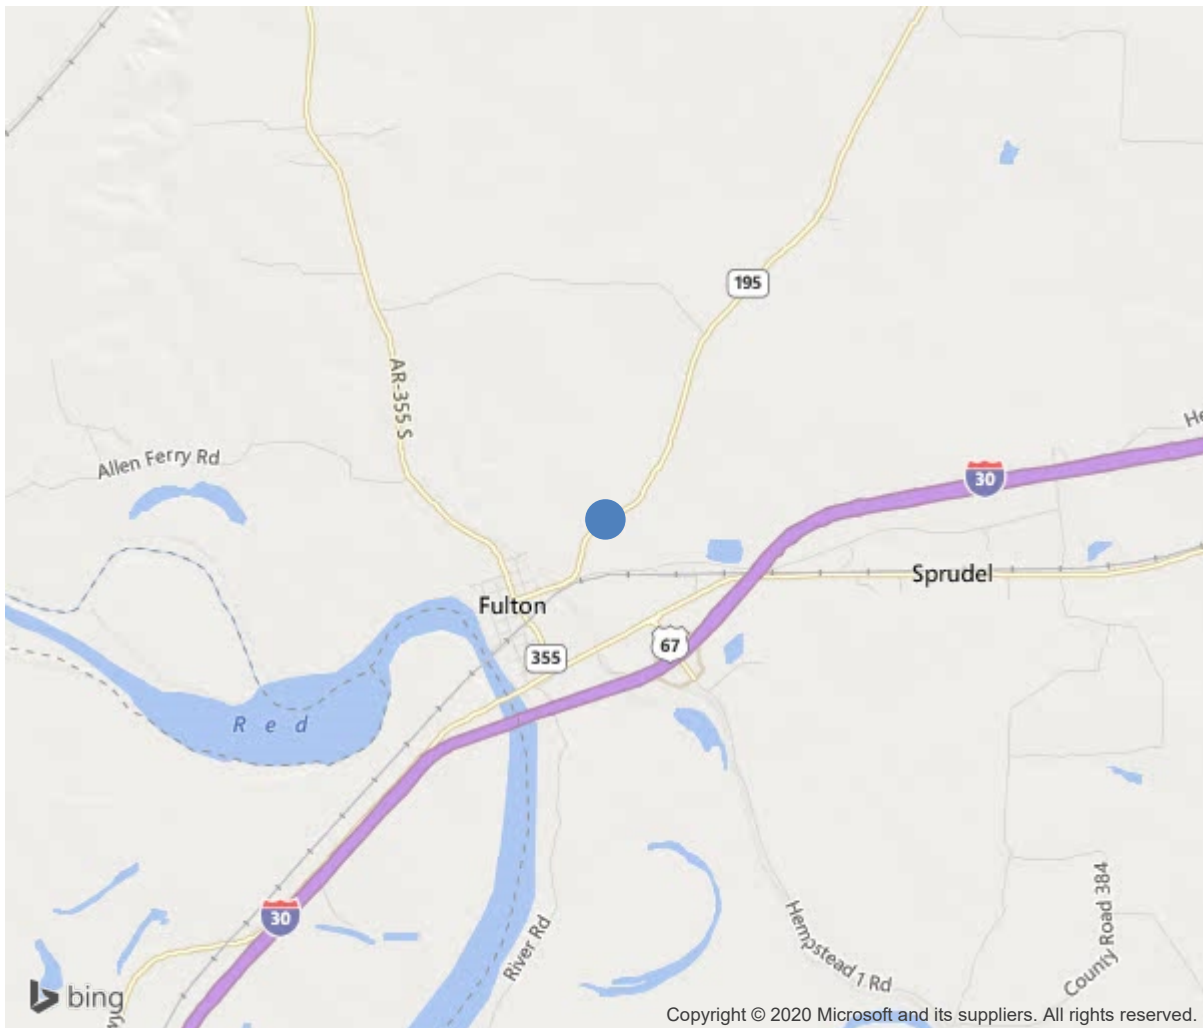 195
AR-355 S
Allen Ferry Rd
30
Sprudel
Fulton
67
355
Red
30
River Rd
Hempstead 1 Rd
County Road 384
bing
Copyright © 2020 Microsoft and its suppliers. All rights reserved.